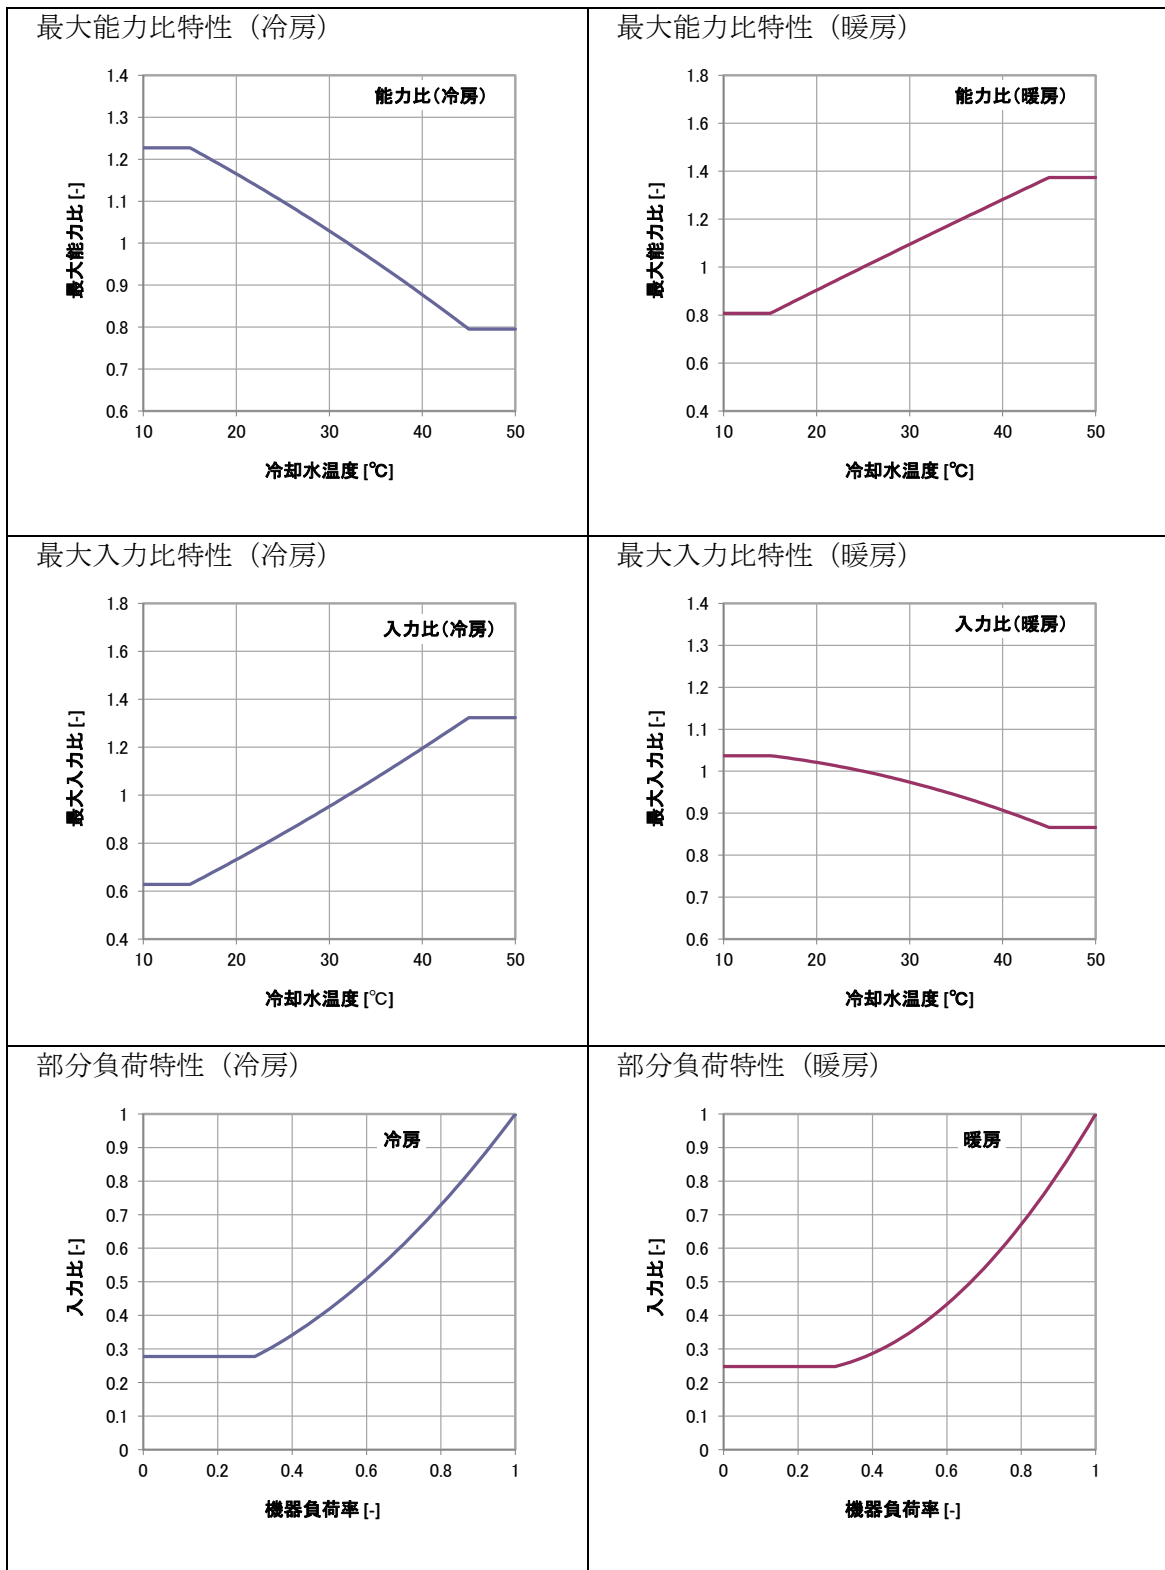 最大能力比特性（冷房）
能力比(冷房)
1.4
1.3
1.2
1.1
1
0.9
0.8
0.7
0.6
最大能力比 [-]
10 20 30 40 50
冷却水温度 [℃]
最大能力比特性（暖房）
能力比(暖房)
1.8
1.6
1.4
1.2
1
0.8
0.6
0.4
最大能力比 [-]
10 20 30 40 50
冷却水温度 [℃]
最大入力比特性（冷房）
入力比(冷房)
1.8
1.6
1.4
1.2
1
0.8
0.6
0.4
最大入力比 [-]
10 20 30 40 50
冷却水温度 [℃]
最大入力比特性（暖房）
入力比(暖房)
1.4
1.3
1.2
1.1
1
0.9
0.8
0.7
0.6
最大入力比 [-]
10 20 30 40 50
冷却水温度 [℃]
部分負荷特性（冷房）
冷房
1
0.9
0.8
0.7
0.6
0.5
0.4
0.3
0.2
0.1
0
入力比 [-]
0 0.2 0.4 0.6 0.8 1
機器負荷率 [-]
部分負荷特性（暖房）
暖房
1
0.9
0.8
0.7
0.6
0.5
0.4
0.3
0.2
0.1
0
入力比 [-]
0 0.2 0.4 0.6 0.8 1
機器負荷率 [-]